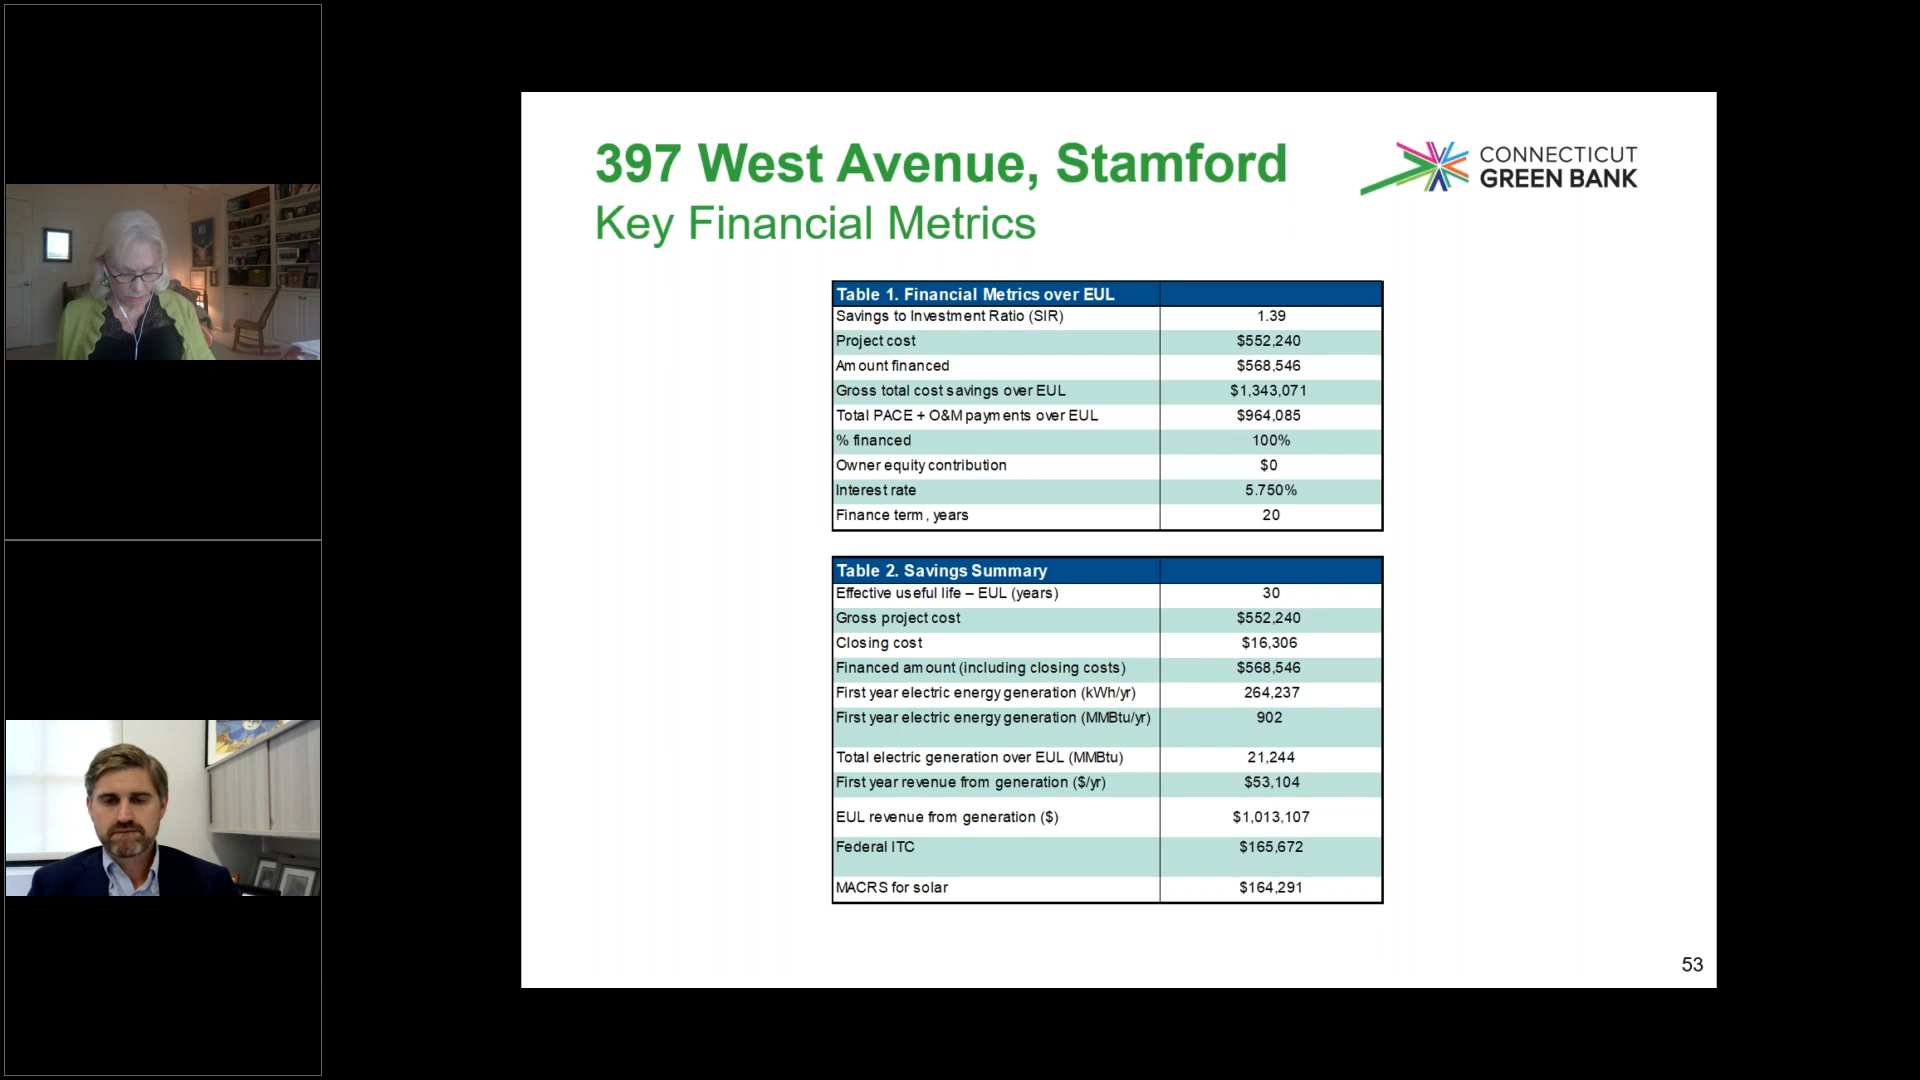 397 West Avenue, Stamford
Key Financial Metrics
CONNECTICUT
GREEN BANK
Table 1. Financial Metrics over EUL
Savings to Investment Ratio (SIR) 1.39
Project cost $552,240
Amount financed $568,546
Gross total cost savings over EUL $1,343,071
Total PACE + O&M payments over EUL $964,085
% financed 100%
Owner equity contribution $0
Interest rate 5.750%
Finance term, years 20
Table 2. Savings Summary
Effective useful life – EUL (years) 30
Gross project cost $552,240
Closing cost $16,306
Financed amount (including closing costs) $568,546
First year electric energy generation (kWh/yr) 264,237
First year electric energy generation (MMBtu/yr) 902
Total electric generation over EUL (MMBtu) 21,244
First year revenue from generation ($/yr) $53,104
EUL revenue from generation ($) $1,013,107
Federal ITC $165,672
MACRS for solar $164,291
53